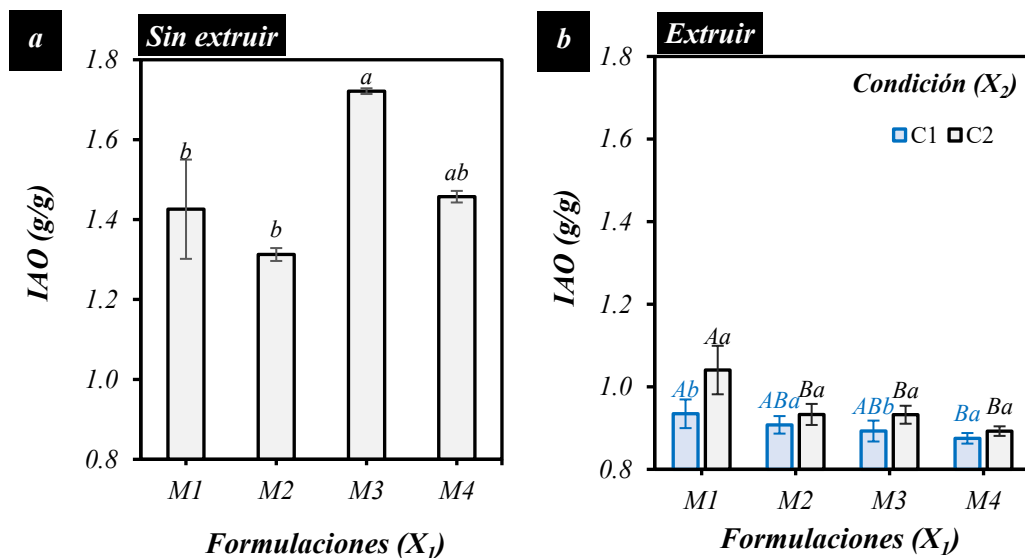 a
Sin extruir
IAO (g/g)
1.8
1.6
1.4
1.2
1.0
0.8
b
b
a
ab
M1 M2 M3 M4
Formulaciones (X1)
b
Extruir
Condición (X2)
C1 C2
IAO (g/g)
1.8
1.6
1.4
1.2
1.0
0.8
Ab Aa ABa Ba ABb Ba Ba Ba
M1 M2 M3 M4
Formulaciones (X1)